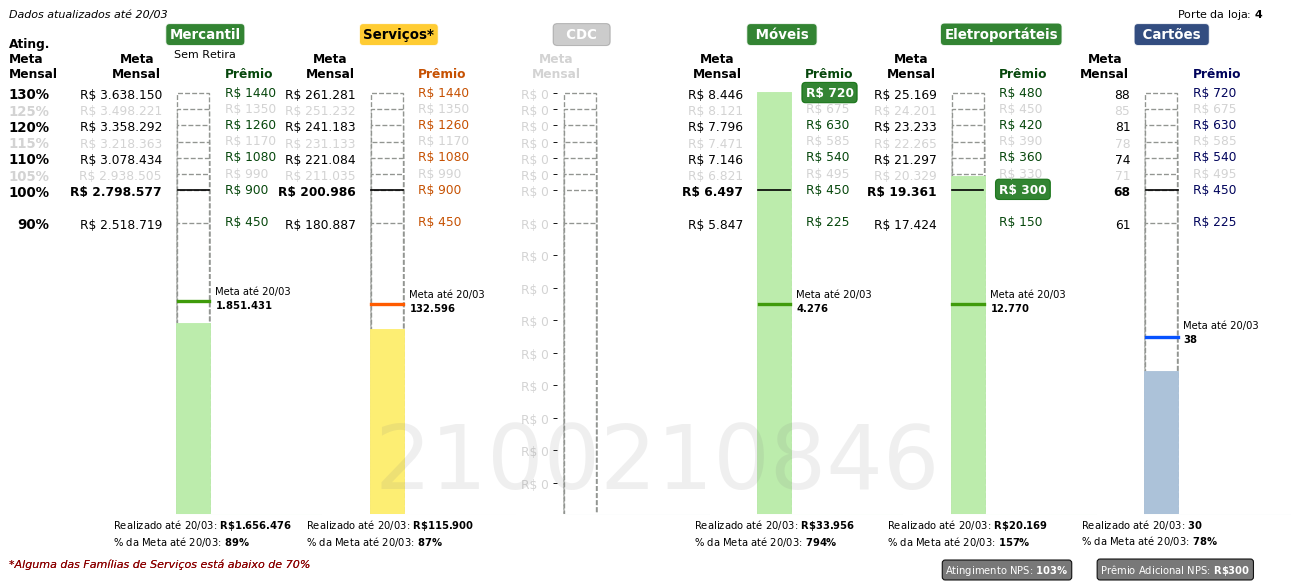 Dados atualizados até 20/03
Porte da loja: 4
Mercantil Serviços* CDC Móveis Eletroportáteis Cartões
Sem Retira
Ating. Meta Mensal
Meta Mensal Prêmio Meta Mensal Prêmio Meta Mensal Meta Mensal Prêmio Meta Mensal Prêmio Meta Mensal Prêmio
130% R$ 3.638.150 R$ 1440 R$ 261.281 R$ 1440 R$ 0 R$ 8.446 R$ 720 R$ 25.169 R$ 480 88 R$ 720
125% R$ 3.498.221 R$ 1350 R$ 251.232 R$ 1350 R$ 0 R$ 8.121 R$ 675 R$ 24.201 R$ 450 85 R$ 675
120% R$ 3.358.292 R$ 1260 R$ 241.183 R$ 1260 R$ 0 R$ 7.796 R$ 630 R$ 23.233 R$ 420 81 R$ 630
115% R$ 3.218.363 R$ 1170 R$ 231.133 R$ 1170 R$ 0 R$ 7.471 R$ 585 R$ 22.265 R$ 390 78 R$ 585
110% R$ 3.078.434 R$ 1080 R$ 221.084 R$ 1080 R$ 0 R$ 7.146 R$ 540 R$ 21.297 R$ 360 74 R$ 540
105% R$ 2.938.505 R$ 990 R$ 211.035 R$ 990 R$ 0 R$ 6.821 R$ 495 R$ 20.329 R$ 330 71 R$ 495
100% R$ 2.798.577 R$ 900 R$ 200.986 R$ 900 R$ 0 R$ 6.497 R$ 450 R$ 19.361 R$ 300 68 R$ 450
90% R$ 2.518.719 R$ 450 R$ 180.887 R$ 450 R$ 0 R$ 5.847 R$ 225 R$ 17.424 R$ 150 61 R$ 225
R$ 0
R$ 0
R$ 0
R$ 0
R$ 0
R$ 0
R$ 0
R$ 0
Meta até 20/03
1.851.431
Meta até 20/03
132.596
Meta até 20/03
4.276
Meta até 20/03
12.770
Meta até 20/03
38
2100210846
Realizado até 20/03: R$1.656.476
% da Meta até 20/03: 89%
Realizado até 20/03: R$115.900
% da Meta até 20/03: 87%
Realizado até 20/03: R$33.956
% da Meta até 20/03: 794%
Realizado até 20/03: R$20.169
% da Meta até 20/03: 157%
Realizado até 20/03: 30
% da Meta até 20/03: 78%
*Alguma das Famílias de Serviços está abaixo de 70%
Atingimento NPS: 103%
Prêmio Adicional NPS: R$300